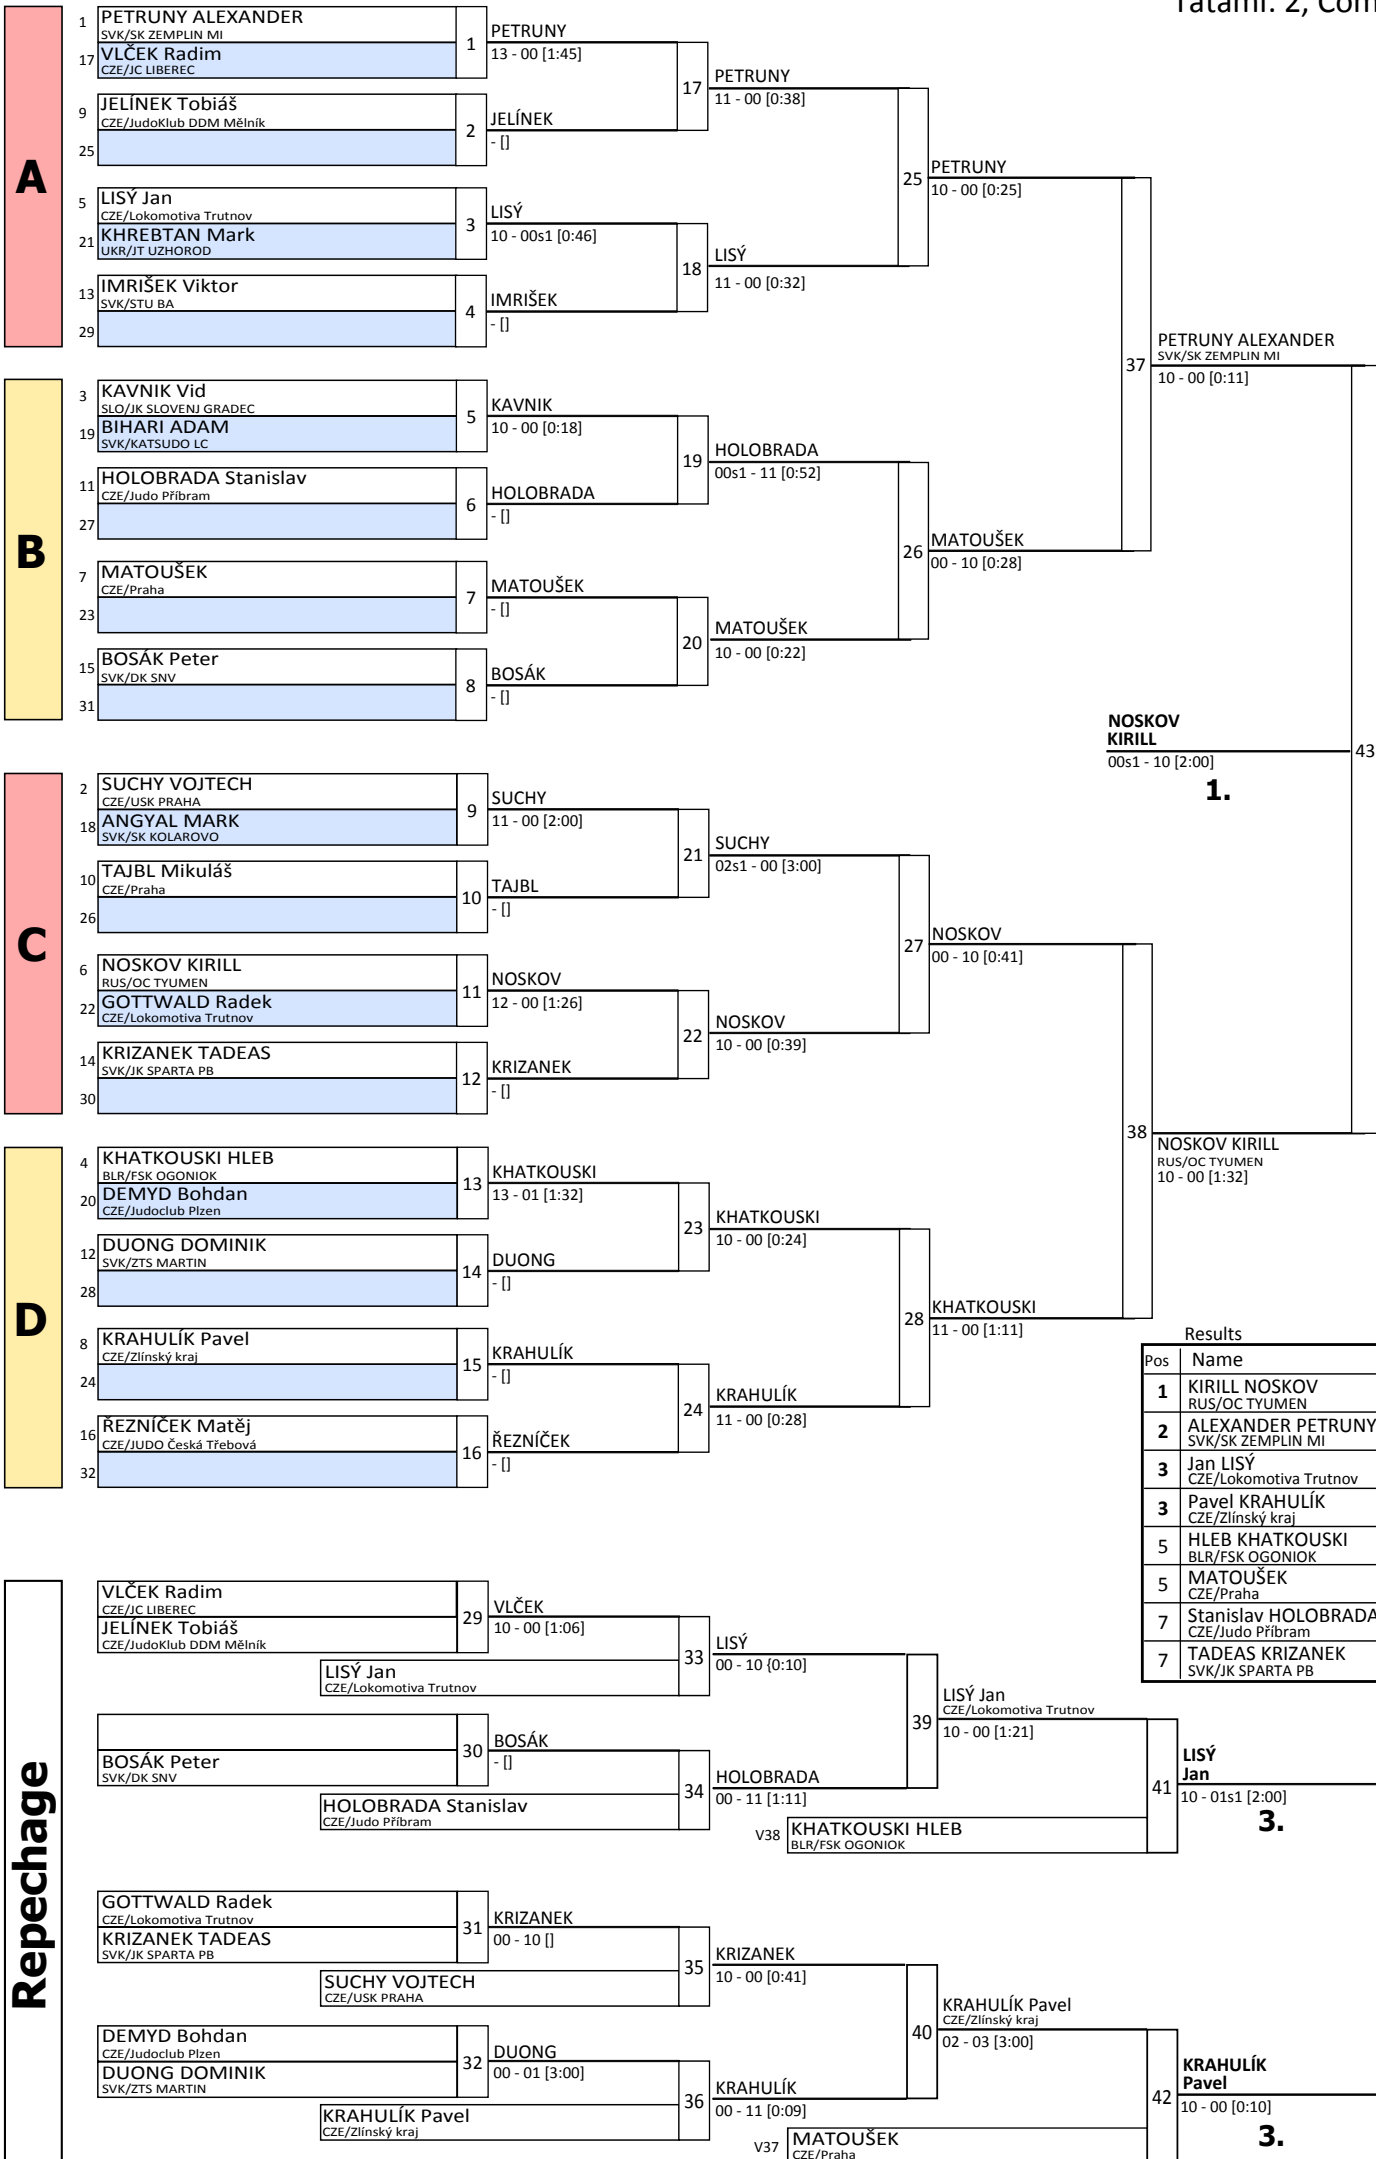 Tatami: 2, Com
A
1 PETRUNY ALEXANDER
SVK/SK ZEMPLIN MI
17 VLČEK Radim
CZE/JC LIBEREC
1
PETRUNY
13 - 00 [1:45]
9 JELÍNEK Tobiáš
CZE/JudoKlub DDM Mělník
25
2
JELÍNEK
- []
17
PETRUNY
11 - 00 [0:38]
5 LISÝ Jan
CZE/Lokomotiva Trutnov
21 KHREBTAN Mark
UKR/JT UZHOROD
3
LISÝ
10 - 00s1 [0:46]
13 IMRIŠEK Viktor
SVK/STU BA
29
4
IMRIŠEK
- []
18
LISÝ
11 - 00 [0:32]
25
PETRUNY
10 - 00 [0:25]
B
3 KAVNIK Vid
SLO/JK SLOVENJ GRADEC
19 BIHARI ADAM
SVK/KATSUDO LC
5
KAVNIK
10 - 00 [0:18]
11 HOLOBRADA Stanislav
CZE/Judo Příbram
27
6
HOLOBRADA
- []
19
HOLOBRADA
00s1 - 11 [0:52]
7 MATOUŠEK
CZE/Praha
23
7
MATOUŠEK
- []
15 BOSÁK Peter
SVK/DK SNV
31
8
BOSÁK
- []
20
MATOUŠEK
10 - 00 [0:22]
26
MATOUŠEK
00 - 10 [0:28]
37
PETRUNY ALEXANDER
SVK/SK ZEMPLIN MI
10 - 00 [0:11]
NOSKOV
KIRILL
00s1 - 10 [2:00]
1.
43
C
2 SUCHY VOJTECH
CZE/USK PRAHA
18 ANGYAL MARK
SVK/SK KOLAROVO
9
SUCHY
11 - 00 [2:00]
10 TAJBL Mikuláš
CZE/Praha
26
10
TAJBL
- []
21
SUCHY
02s1 - 00 [3:00]
6 NOSKOV KIRILL
RUS/OC TYUMEN
22 GOTTWALD Radek
CZE/Lokomotiva Trutnov
11
NOSKOV
12 - 00 [1:26]
14 KRIZANEK TADEAS
SVK/JK SPARTA PB
30
12
KRIZANEK
- []
22
NOSKOV
10 - 00 [0:39]
27
NOSKOV
00 - 10 [0:41]
D
4 KHATKOUSKI HLEB
BLR/FSK OGONIOK
20 DEMYD Bohdan
CZE/Judoclub Plzen
13
KHATKOUSKI
13 - 01 [1:32]
12 DUONG DOMINIK
SVK/ZTS MARTIN
28
14
DUONG
- []
23
KHATKOUSKI
10 - 00 [0:24]
8 KRAHULÍK Pavel
CZE/Zlínský kraj
24
15
KRAHULÍK
- []
16 ŘEZNÍČEK Matěj
CZE/JUDO Česká Třebová
32
16
ŘEZNÍČEK
- []
24
KRAHULÍK
11 - 00 [0:28]
28
KHATKOUSKI
11 - 00 [1:11]
38
NOSKOV KIRILL
RUS/OC TYUMEN
10 - 00 [1:32]
Results
Pos Name
1 KIRILL NOSKOV
RUS/OC TYUMEN
2 ALEXANDER PETRUNY
SVK/SK ZEMPLIN MI
3 Jan LISÝ
CZE/Lokomotiva Trutnov
3 Pavel KRAHULÍK
CZE/Zlínský kraj
5 HLEB KHATKOUSKI
BLR/FSK OGONIOK
5 MATOUŠEK
CZE/Praha
7 Stanislav HOLOBRADA
CZE/Judo Příbram
7 TADEAS KRIZANEK
SVK/JK SPARTA PB
Repechage
VLČEK Radim
CZE/JC LIBEREC
JELÍNEK Tobiáš
CZE/JudoKlub DDM Mělník
29
VLČEK
10 - 00 [1:06]
LISÝ Jan
CZE/Lokomotiva Trutnov
33
LISÝ
00 - 10 {0:10]
BOSÁK Peter
SVK/DK SNV
30
BOSÁK
- []
HOLOBRADA Stanislav
CZE/Judo Příbram
34
HOLOBRADA
00 - 11 [1:11]
39
LISÝ Jan
CZE/Lokomotiva Trutnov
10 - 00 [1:21]
V38 KHATKOUSKI HLEB
BLR/FSK OGONIOK
41
LISÝ
Jan
10 - 01s1 [2:00]
3.
GOTTWALD Radek
CZE/Lokomotiva Trutnov
KRIZANEK TADEAS
SVK/JK SPARTA PB
31
KRIZANEK
00 - 10 []
SUCHY VOJTECH
CZE/USK PRAHA
35
KRIZANEK
10 - 00 [0:41]
DEMYD Bohdan
CZE/Judoclub Plzen
DUONG DOMINIK
SVK/ZTS MARTIN
32
DUONG
00 - 01 [3:00]
KRAHULÍK Pavel
CZE/Zlínský kraj
36
KRAHULÍK
00 - 11 [0:09]
40
KRAHULÍK Pavel
CZE/Zlínský kraj
02 - 03 [3:00]
V37 MATOUŠEK
CZE/Praha
42
KRAHULÍK
Pavel
10 - 00 [0:10]
3.